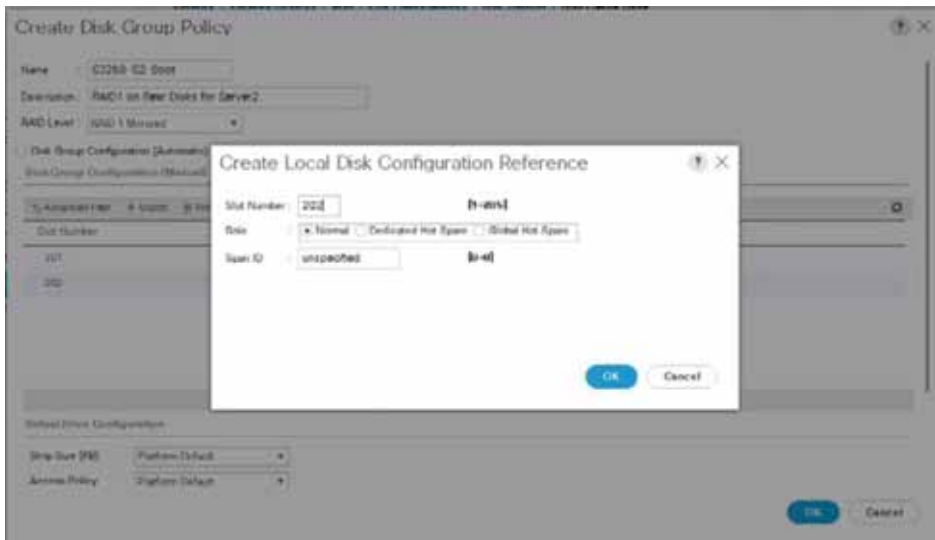 Create Disk Group Policy
Name : C3260-S2-Boot
Description : RAID1 on Rear Disks for Server2
RAID Level : RAID 1 Mirrored
Disk Group Configuration (Automatic)
Disk Group Configuration (Manual)
Advanced Filter Export
Slot Number
201
202
Create Local Disk Configuration Reference
Slot Number : 202
Role : Normal Dedicated Hot Spare Global Hot Spare
Span ID : unspecified
OK Cancel
Virtual Drive Configuration
Strip Size (KB) Platform Default
Access Policy Platform Default
OK Cancel